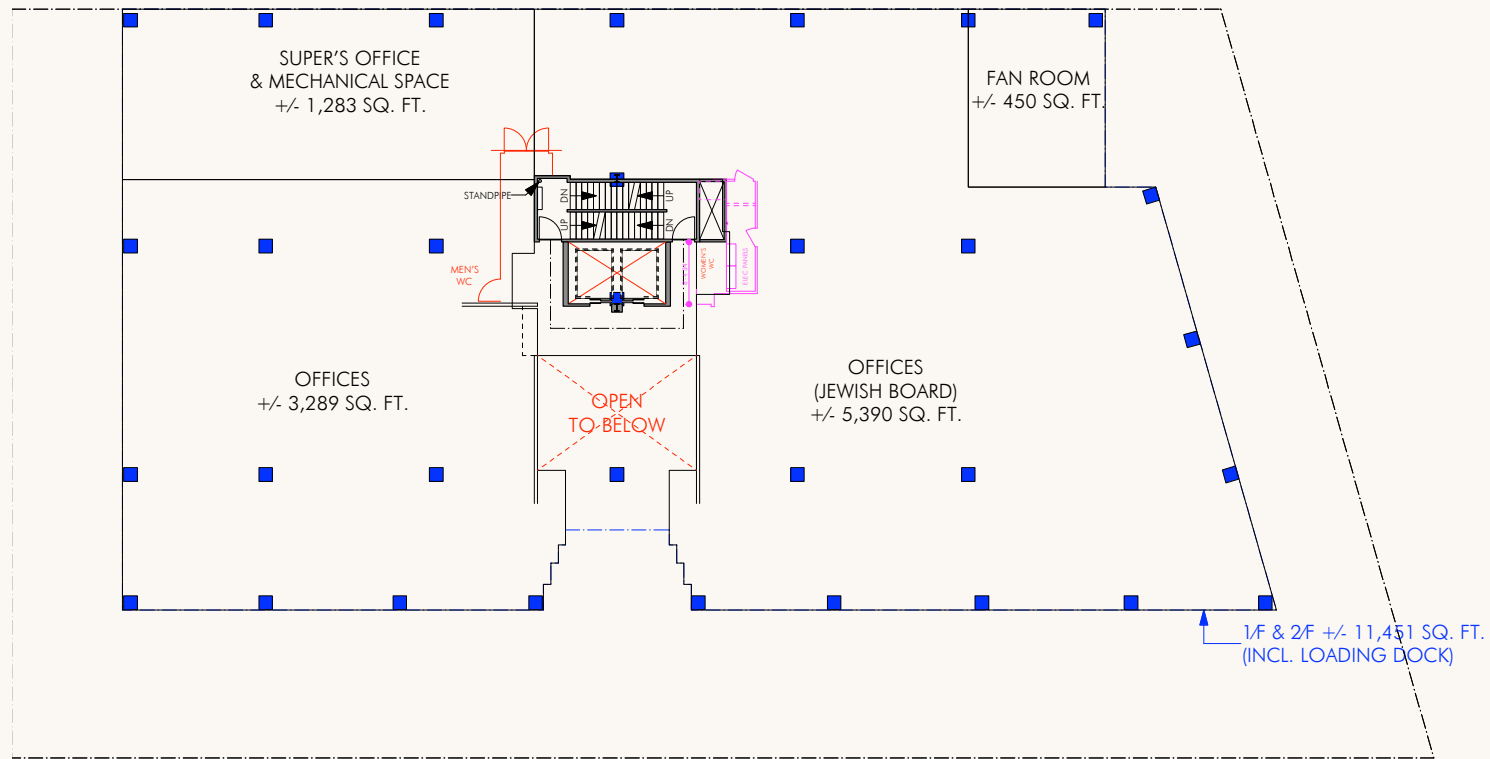 SUPER'S OFFICE
& MECHANICAL SPACE
+/- 1,283 SQ. FT.
FAN ROOM
+/- 450 SQ. FT.
STANDPIPE
DN
UP
UP
DN
MEN'S
WC
WOMEN'S
WC
ELEC PANELS
OFFICES
+/- 3,289 SQ. FT.
OPEN
TO BELOW
OFFICES
(JEWISH BOARD)
+/- 5,390 SQ. FT.
1/F & 2/F +/- 11,451 SQ. FT.
(INCL. LOADING DOCK)